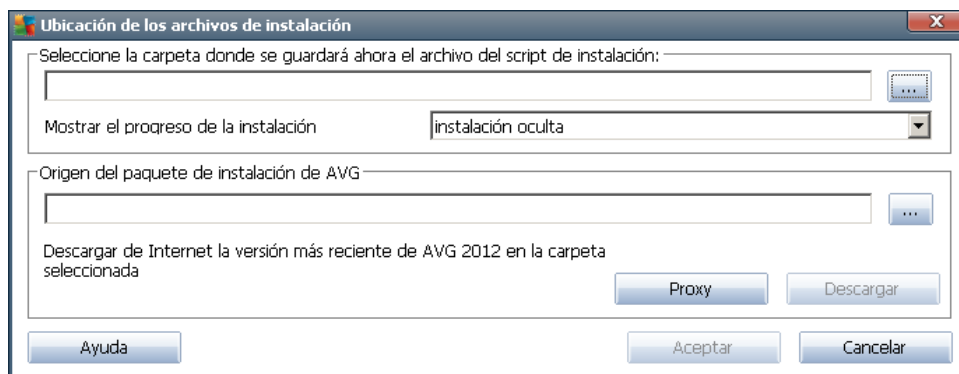 Ubicación de los archivos de instalación
Seleccione la carpeta donde se guardará ahora el archivo del script de instalación:
...
Mostrar el progreso de la instalación
instalación oculta
Origen del paquete de instalación de AVG
...
Descargar de Internet la versión más reciente de AVG 2012 en la carpeta
seleccionada
Proxy
Descargar
Ayuda
Aceptar
Cancelar